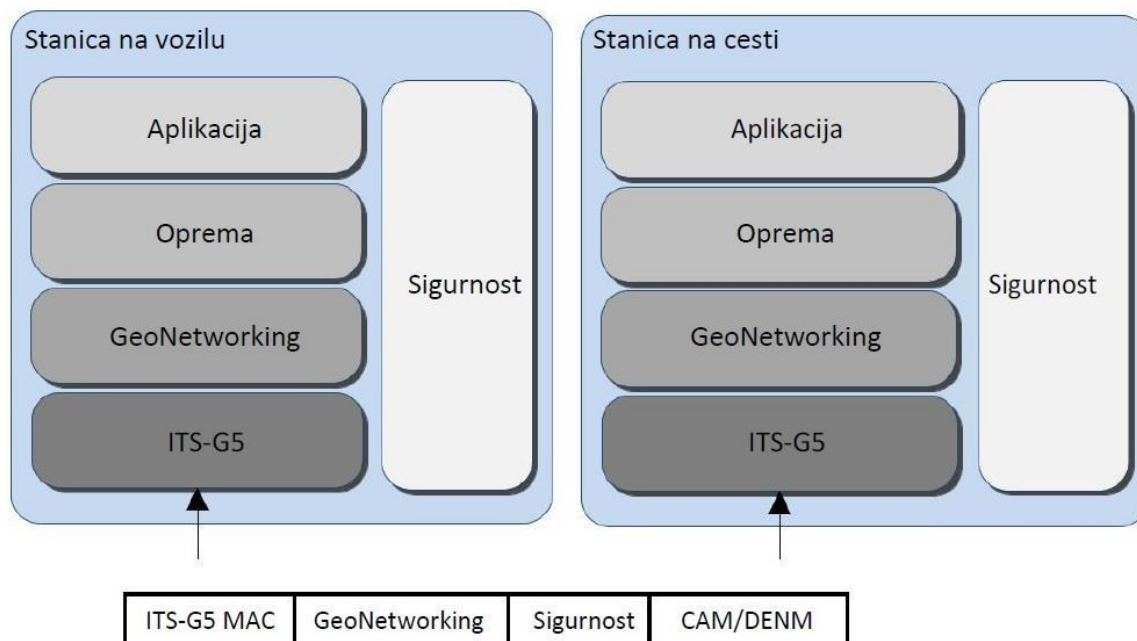 Stanica na vozilu
Aplikacija
Oprema
GeoNetworking
ITS-G5
Sigurnost
Stanica na cesti
Aplikacija
Oprema
GeoNetworking
ITS-G5
Sigurnost
ITS-G5 MAC
GeoNetworking
Sigurnost
CAM/DENM